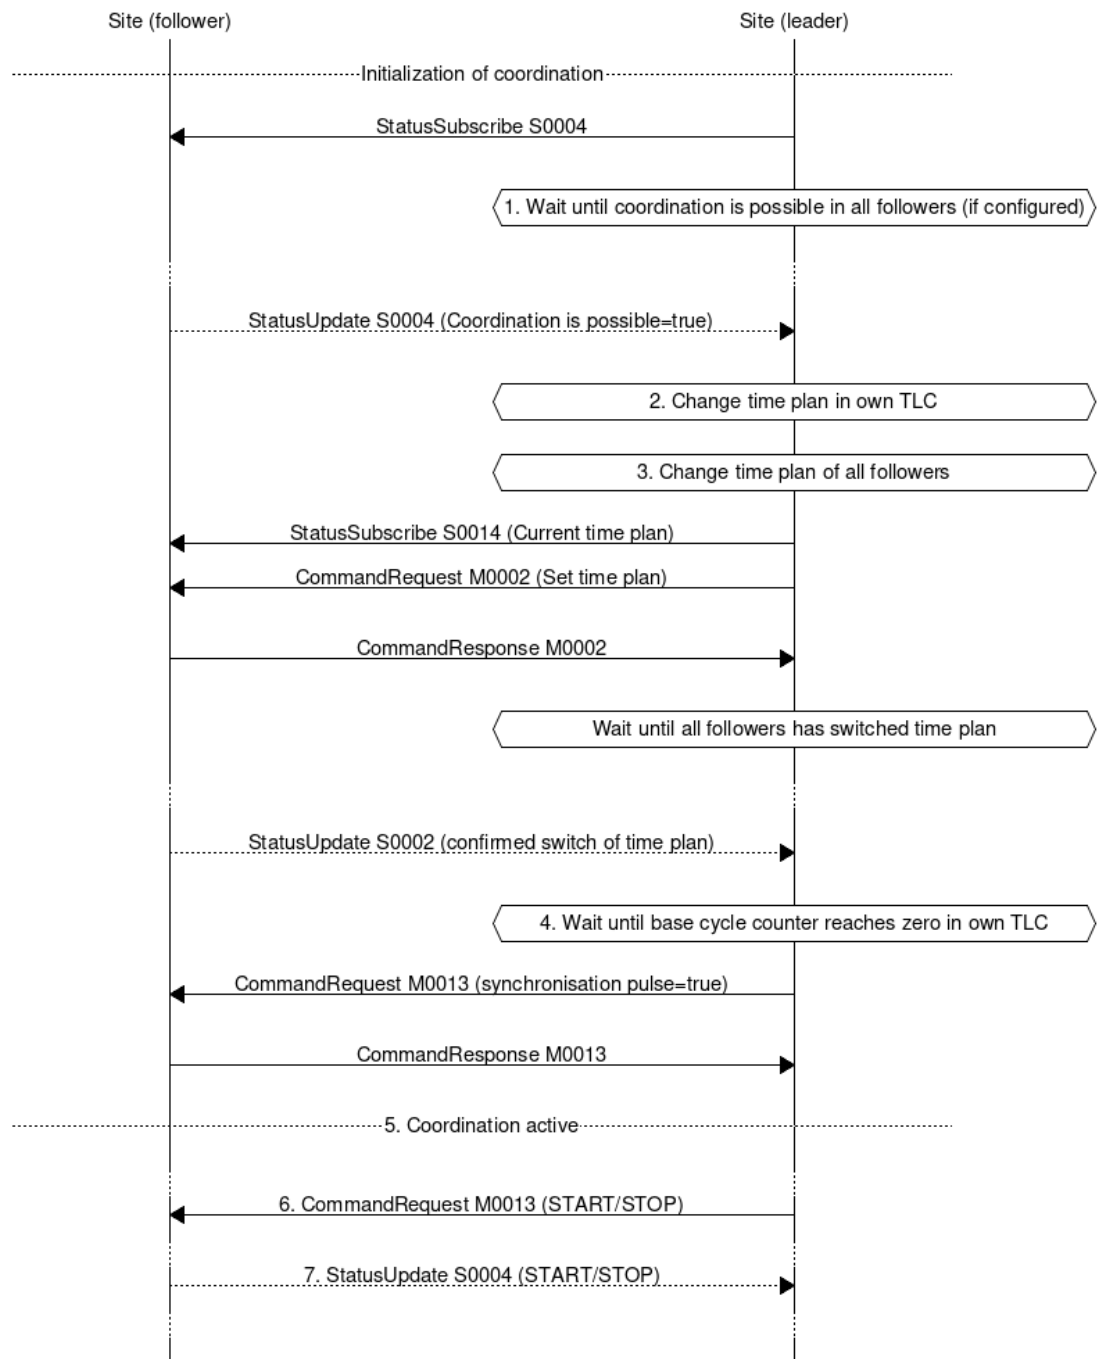 Site (follower)
Site (leader)
Initialization of coordination
StatusSubscribe S0004
1. Wait until coordination is possible in all followers (if configured)
StatusUpdate S0004 (Coordination is possible=true)
2. Change time plan in own TLC
3. Change time plan of all followers
StatusSubscribe S0014 (Current time plan)
CommandRequest M0002 (Set time plan)
CommandResponse M0002
Wait until all followers has switched time plan
StatusUpdate S0002 (confirmed switch of time plan)
4. Wait until base cycle counter reaches zero in own TLC
CommandRequest M0013 (synchronisation pulse=true)
CommandResponse M0013
5. Coordination active
6. CommandRequest M0013 (START/STOP)
7. StatusUpdate S0004 (START/STOP)